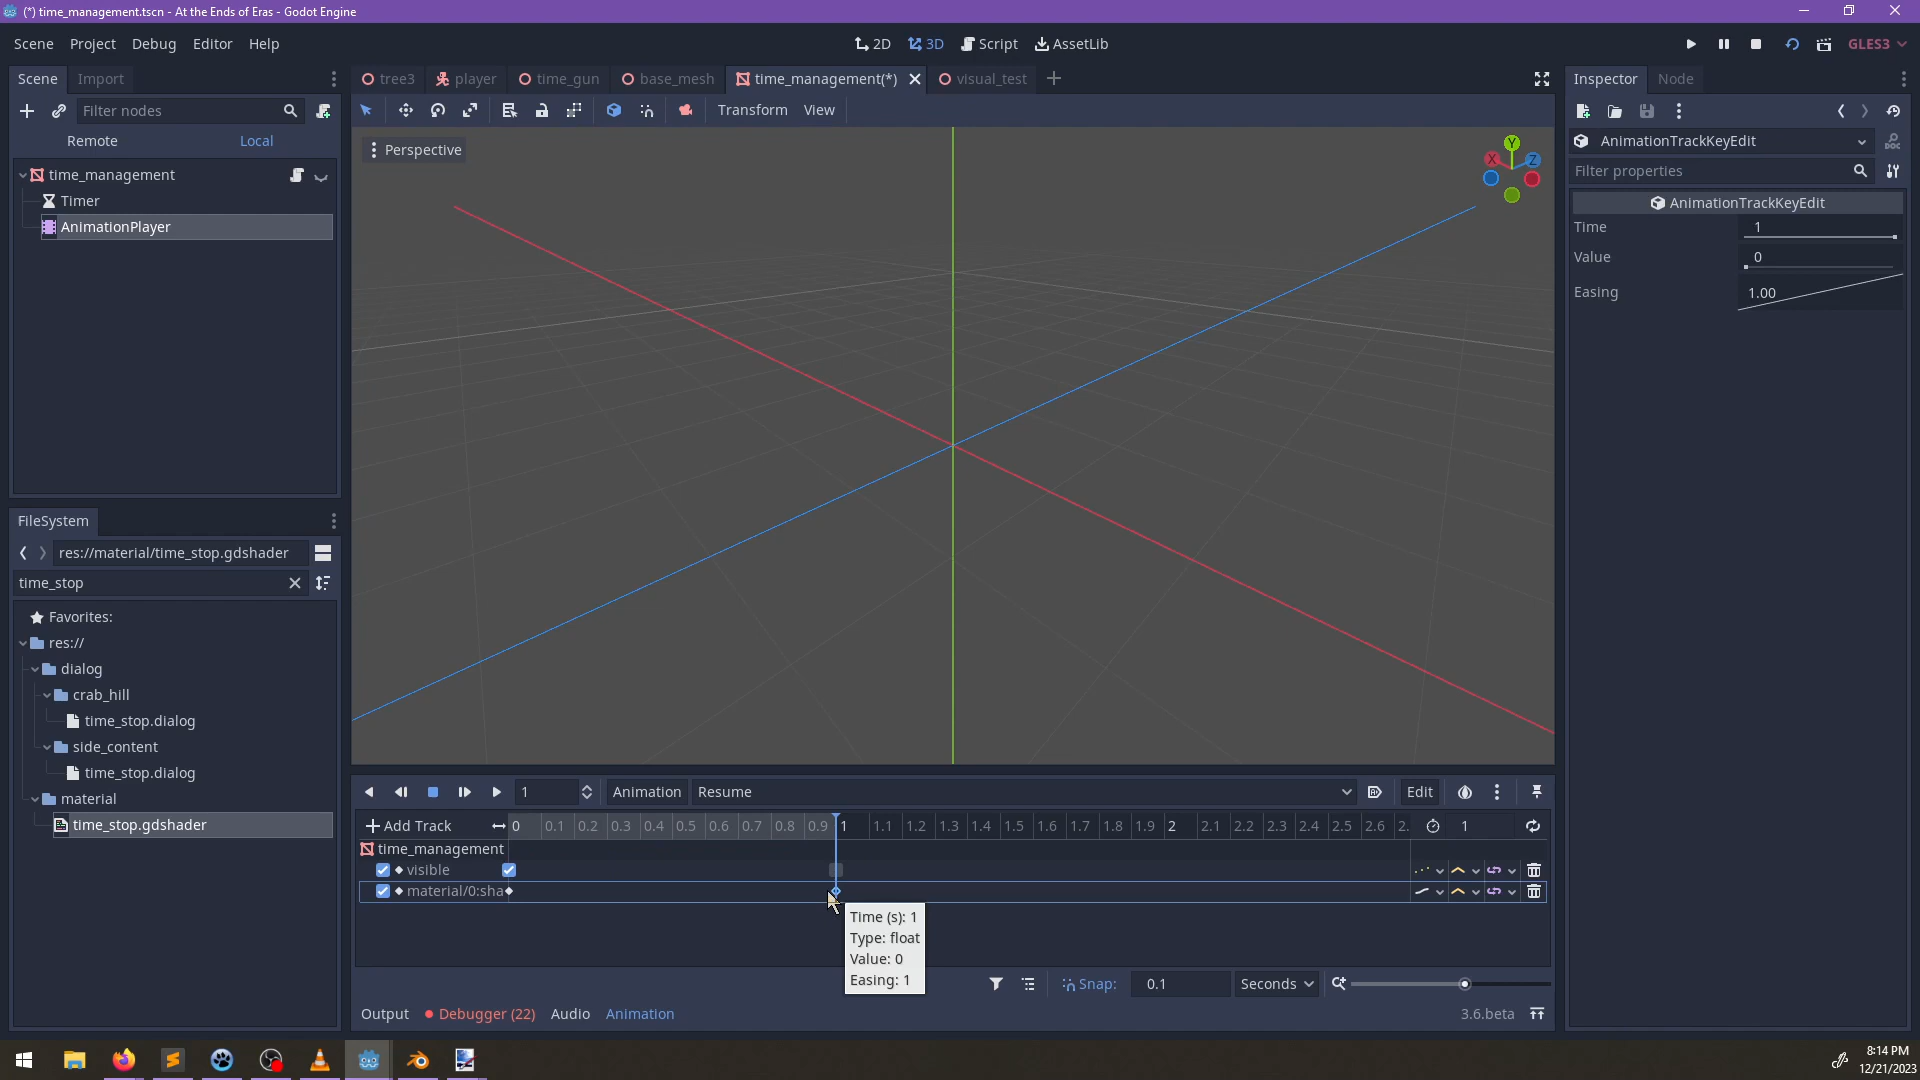 (*) time_management.tscn - At the Ends of Eras - Godot Engine
Scene Project Debug Editor Help
2D 3D Script AssetLib
GLES3
Scene Import
tree3 player time_gun base_mesh time_management(*) visual_test
Inspector Node
Filter nodes
Transform View
Remote Local
Perspective
Y X Z
AnimationTrackKeyEdit
Filter properties
time_management
Timer
AnimationPlayer
AnimationTrackKeyEdit
Time 1
Value 0
Easing 1.00
FileSystem
res://material/time_stop.gdshader
time_stop
Favorites:
res://
dialog
crab_hill
time_stop.dialog
side_content
time_stop.dialog
material
time_stop.gdshader
1 Animation Resume Edit
Add Track 0 0.1 0.2 0.3 0.4 0.5 0.6 0.7 0.8 0.9 1 1.1 1.2 1.3 1.4 1.5 1.6 1.7 1.8 1.9 2 2.1 2.2 2.3 2.4 2.5 2.6 2. 1
time_management
visible
material/0:sha
Time (s): 1
Type: float
Value: 0
Easing: 1
Snap: 0.1 Seconds
Output Debugger (22) Audio Animation 3.6.beta
8:14 PM
12/21/2023